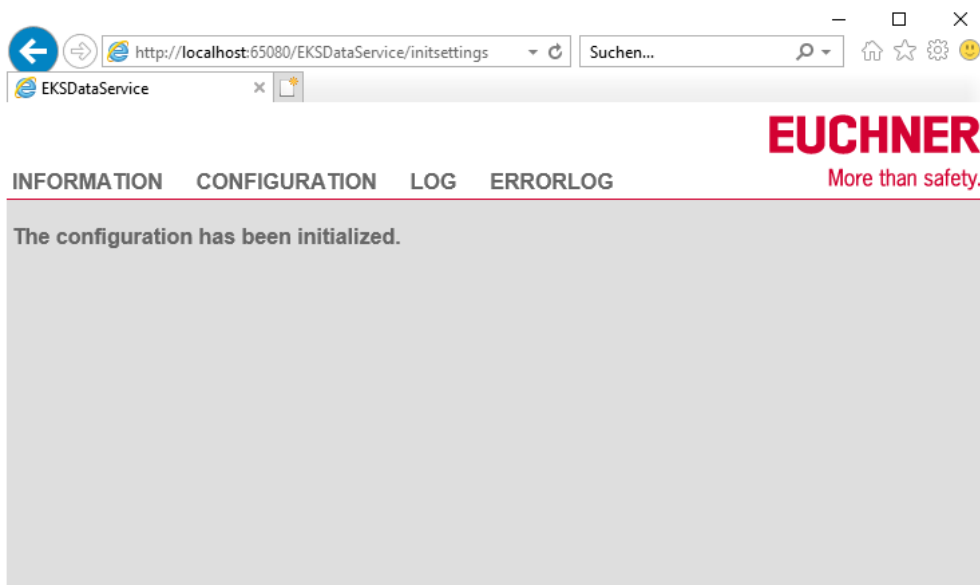 http://localhost:65080/EKSDataService/initsettings Suchen...
EKSDataService
EUCHNER
More than safety.
INFORMATION CONFIGURATION LOG ERRORLOG
The configuration has been initialized.